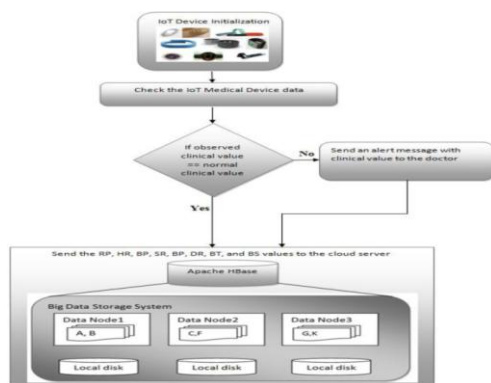 IoT Device Initialization
Check the IoT Medical Device data
If observed
clinical value
== normal
clinical value
No
Send an alert message with
clinical value to the doctor
Yes
Send the RP, HR, BP, SR, BP, DR, BT, and BS values to the cloud server
Apache HBase
Big Data Storage System
Data Node1
Data Node2
Data Node3
A, B
C,F
G,K
Local disk
Local disk
Local disk